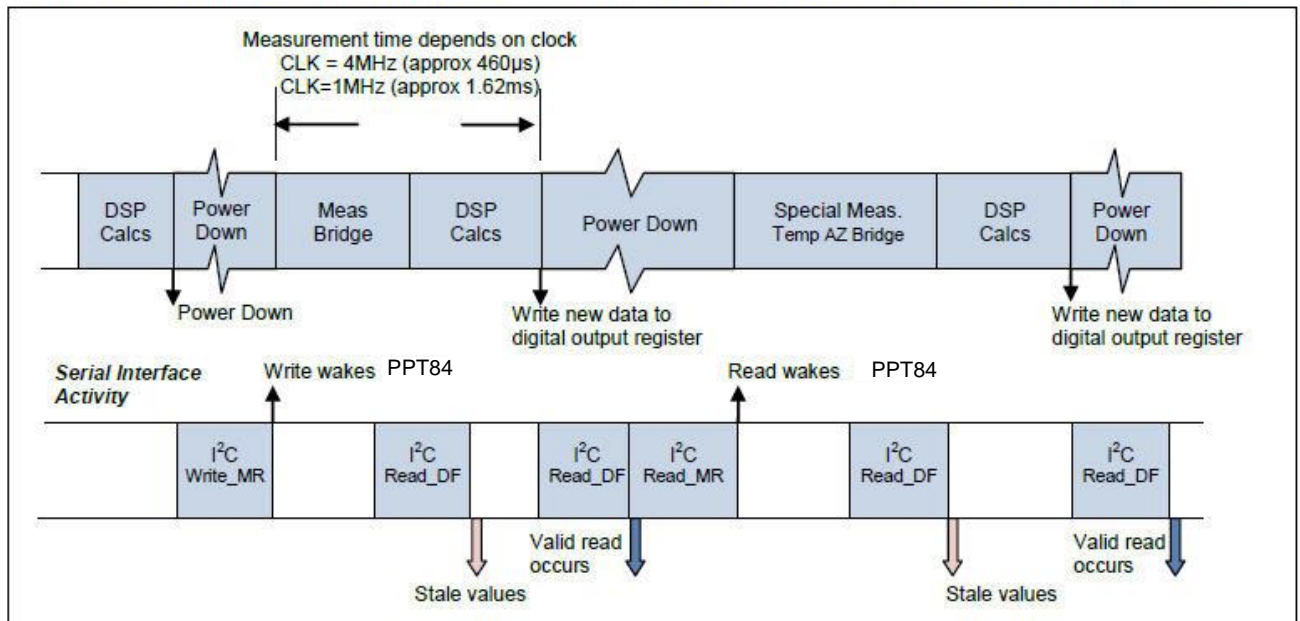 Measurement time depends on clock
CLK = 4MHz (approx 460µs)
CLK=1MHz (approx 1.62ms)
DSP
Calcs
Power
Down
Meas
Bridge
DSP
Calcs
Power Down
Special Meas.
Temp AZ Bridge
DSP
Calcs
Power
Down
Power Down
Write new data to
digital output register
Write new data to
digital output register
Serial Interface
Activity
Write wakes PPT84
Read wakes PPT84
I²C
Write_MR
I²C
Read_DF
I²C
Read_DF
I²C
Read_MR
I²C
Read_DF
I²C
Read_DF
Stale values
Valid read
occurs
Stale values
Valid read
occurs